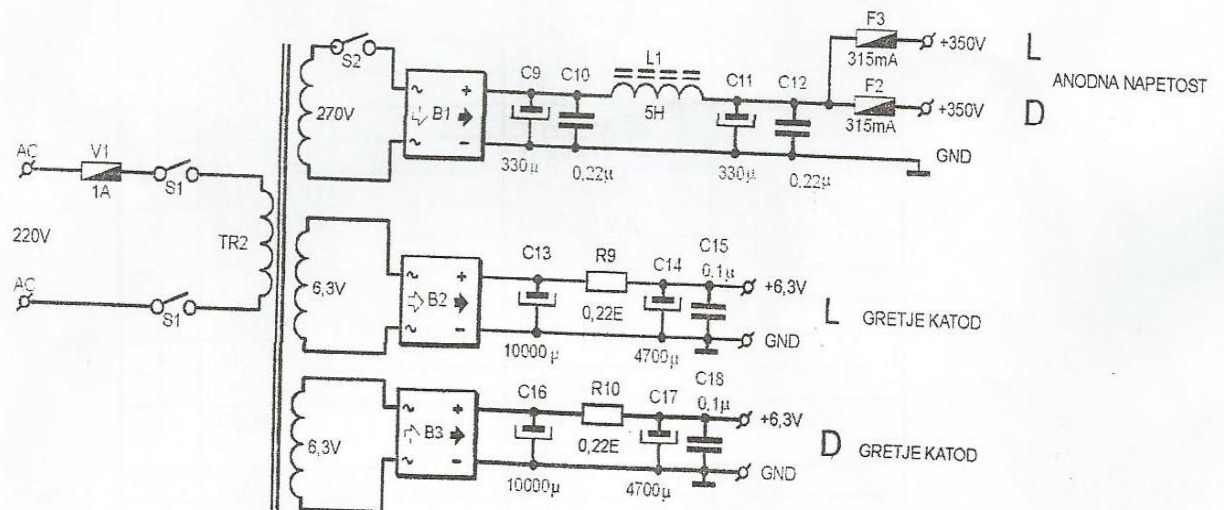 F3
+350V
L
315mA
ANODNA NAPETOST
F2
+350V
D
315mA
S2
C9
C10
L1
C11
C12
270V
~
+
B1
~
-
5H
330µ
0,22µ
330µ
0,22µ
GND
AC
V1
1A
S1
220V
TR2
AC
S1
6,3V
~
+
B2
~
-
C13
R9
C14
C15
0,1µ
+6,3V
0,22E
L
GRETJE KATOD
10000µ
4700µ
GND
6,3V
~
+
B3
~
-
C16
R10
C17
C18
0,1µ
+6,3V
0,22E
D
GRETJE KATOD
10000µ
4700µ
GND